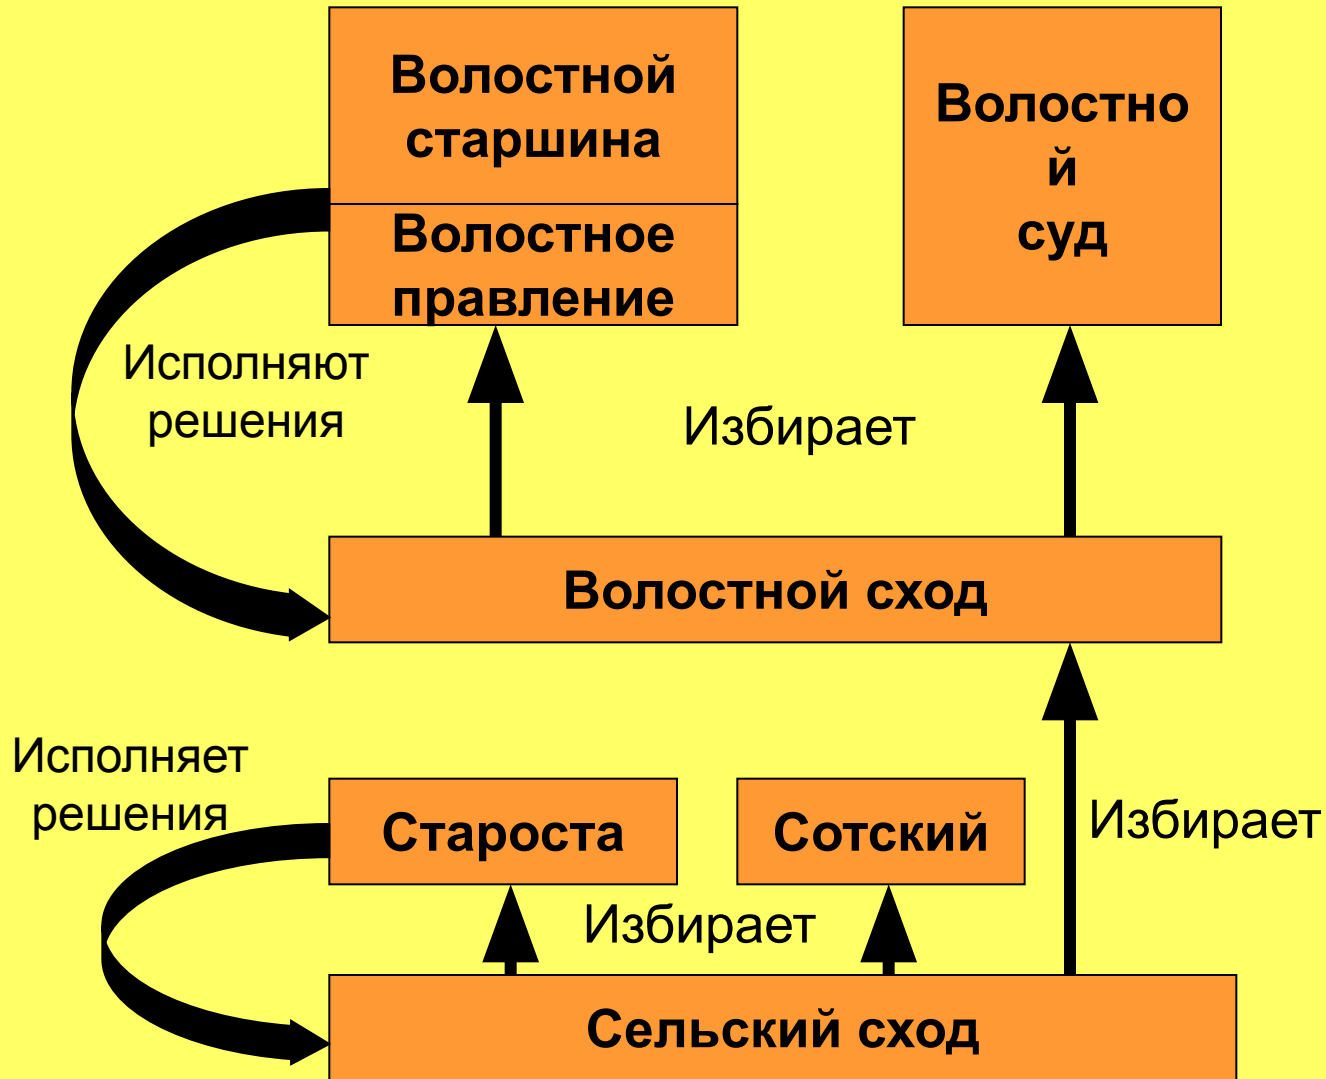 Волостной
старшина
Волостное
правление
Волостно
й
суд
Исполняют
решения
Избирает
Волостной сход
Исполняет
решения
Староста
Сотский
Избирает
Избирает
Сельский сход